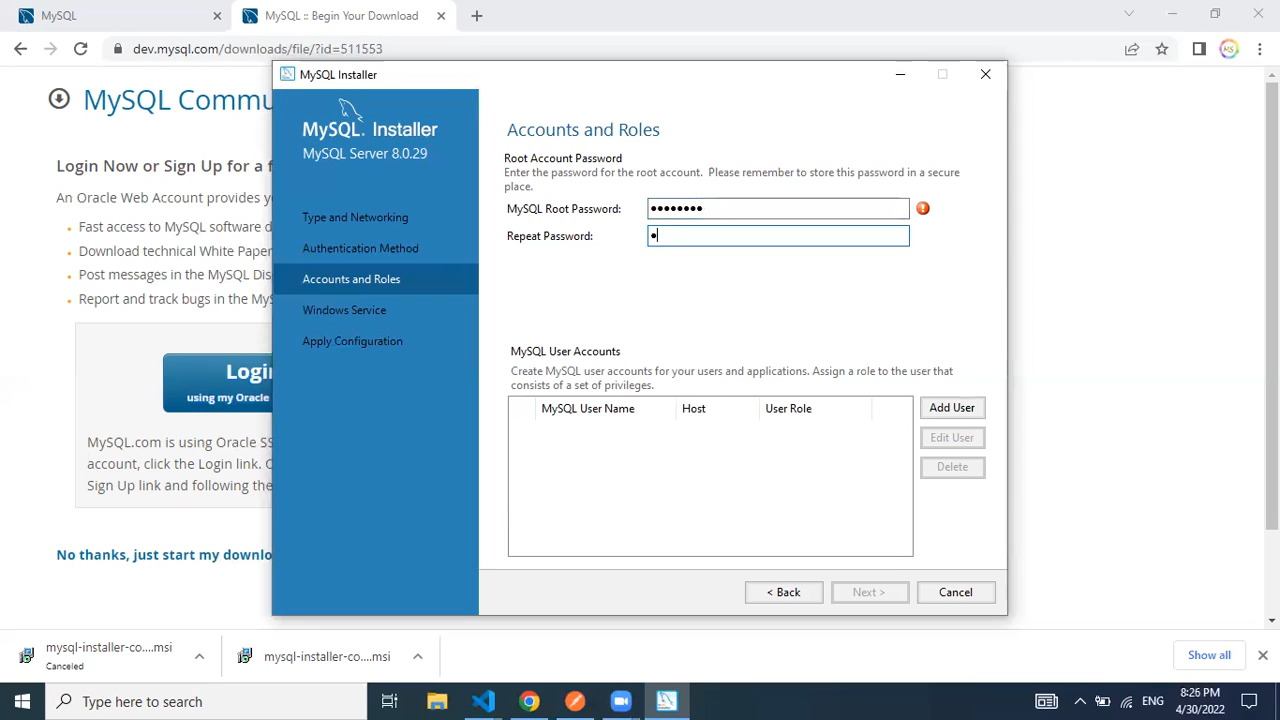 MySQL
MySQL :: Begin Your Download
dev.mysql.com/downloads/file/?id=511553
MySQL Commu
Login Now or Sign Up for a f
An Oracle Web Account provides yo
Fast access to MySQL software d
Download technical White Paper
Post messages in the MySQL Dis
Report and track bugs in the MyS
Login
using my Oracle
MySQL.com is using Oracle SS
account, click the Login link. O
Sign Up link and following the
No thanks, just start my downlo
MySQL Installer
MySQL. Installer
MySQL Server 8.0.29
Type and Networking
Authentication Method
Accounts and Roles
Windows Service
Apply Configuration
Accounts and Roles
Root Account Password
Enter the password for the root account. Please remember to store this password in a secure
place.
MySQL Root Password: ••••••••
Repeat Password: •
MySQL User Accounts
Create MySQL user accounts for your users and applications. Assign a role to the user that
consists of a set of privileges.
MySQL User Name Host User Role
Add User
Edit User
Delete
< Back Next > Cancel
mysql-installer-co....msi
Canceled
mysql-installer-co....msi
Show all
Type here to search
ENG
8:26 PM
4/30/2022